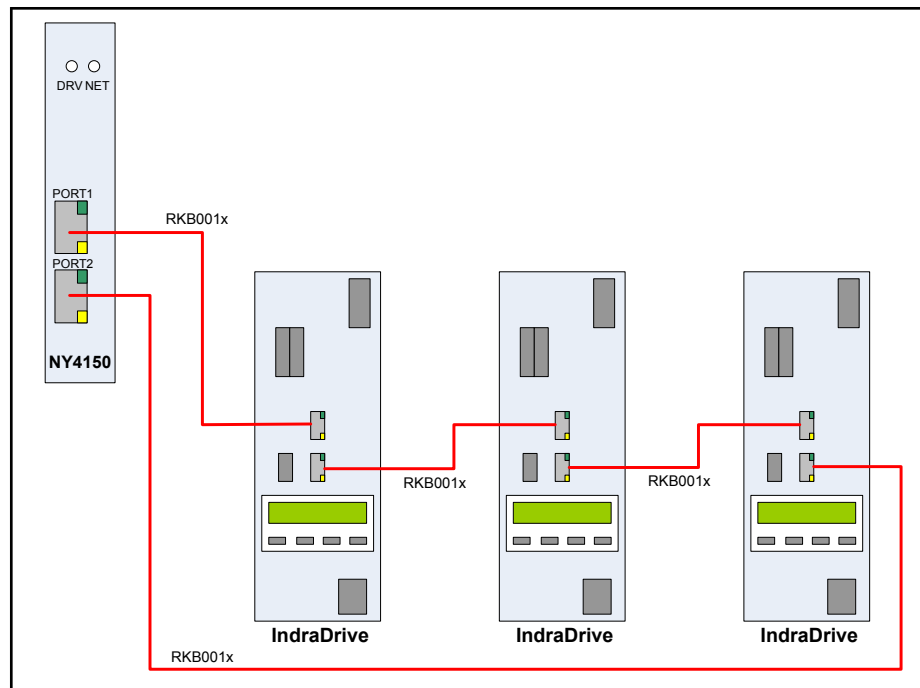 DRV NET
PORT1
RKB001x
PORT2
NY4150
RKB001x
RKB001x
IndraDrive
IndraDrive
IndraDrive
RKB001x